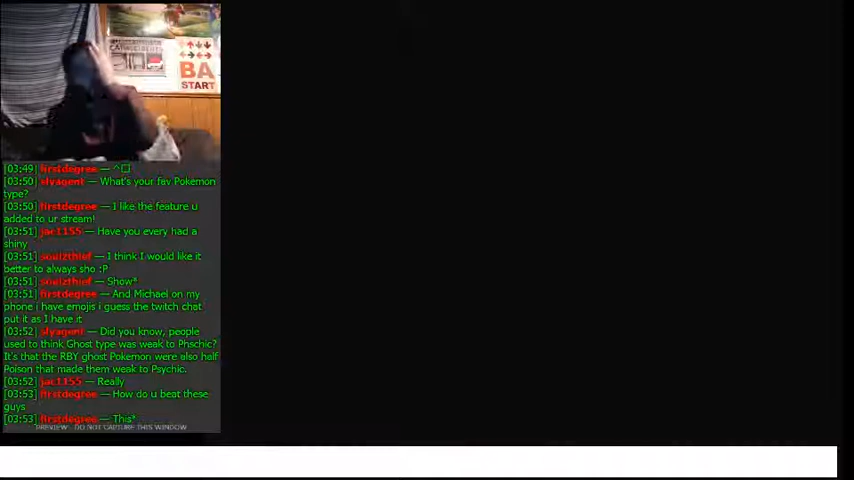 BA
START
[03:49] firstdegree — ^□
[03:50] slyagent — What's your fav Pokemon
type?
[03:50] firstdegree — I like the feature u
added to ur stream!
[03:51] jac1155 — Have you every had a
shiny
[03:51] soulzthief — I think I would like it
better to always sho :P
[03:51] soulzthief — Show*
[03:51] firstdegree — And Michael on my
phone i have emojis i guess the twitch chat
put it as I have it
[03:52] slyagent — Did you know, people
used to think Ghost type was weak to Phschic?
It's that the RBY ghost Pokemon were also half
Poison that made them weak to Psychic.
[03:52] jac1155 — Really
[03:53] firstdegree — How do u beat these
guys
[03:53] firstdegree — This*
PREVIEW - DO NOT CAPTURE THIS WINDOW